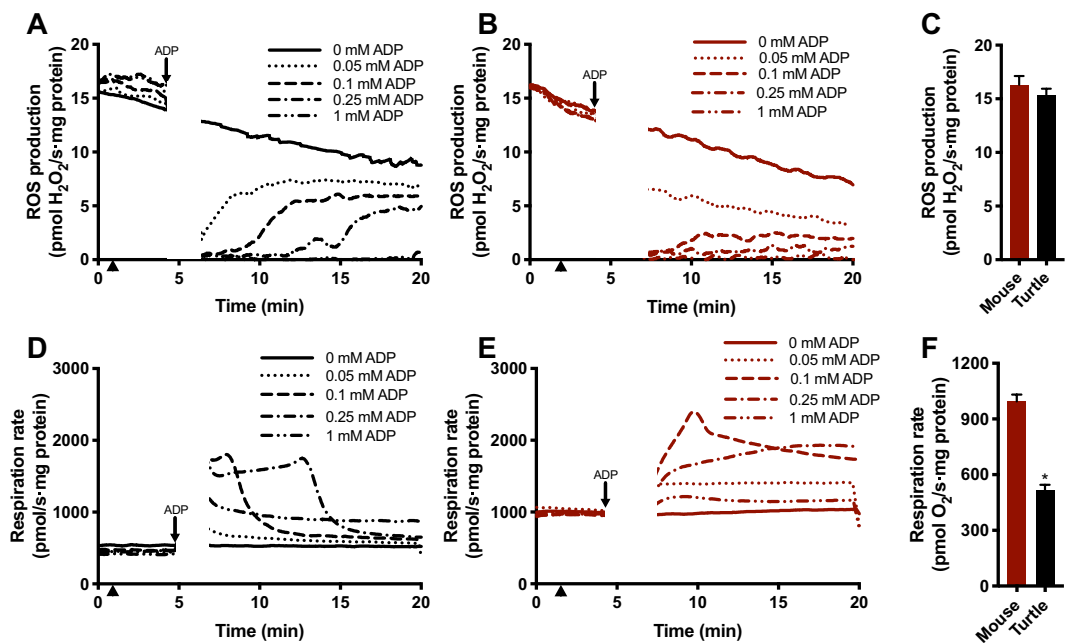 A
ROS production
(pmol H₂O₂/s·mg protein)
20
15
10
5
0
0
5
10
15
20
Time (min)
ADP
0 mM ADP
0.05 mM ADP
0.1 mM ADP
0.25 mM ADP
1 mM ADP
B
ROS production
(pmol H₂O₂/s·mg protein)
20
15
10
5
0
0
5
10
15
20
Time (min)
ADP
0 mM ADP
0.05 mM ADP
0.1 mM ADP
0.25 mM ADP
1 mM ADP
C
ROS production
(pmol H₂O₂/s·mg protein)
20
15
10
5
0
Mouse
Turtle
D
Respiration rate
(pmol/s·mg protein)
3000
2000
1000
0
0
5
10
15
20
Time (min)
ADP
0 mM ADP
0.05 mM ADP
0.1 mM ADP
0.25 mM ADP
1 mM ADP
E
Respiration rate
(pmol/s·mg protein)
3000
2000
1000
0
0
5
10
15
20
Time (min)
ADP
0 mM ADP
0.05 mM ADP
0.1 mM ADP
0.25 mM ADP
1 mM ADP
F
Respiration rate
(pmol O₂/s·mg protein)
1200
900
600
300
0
*
Mouse
Turtle